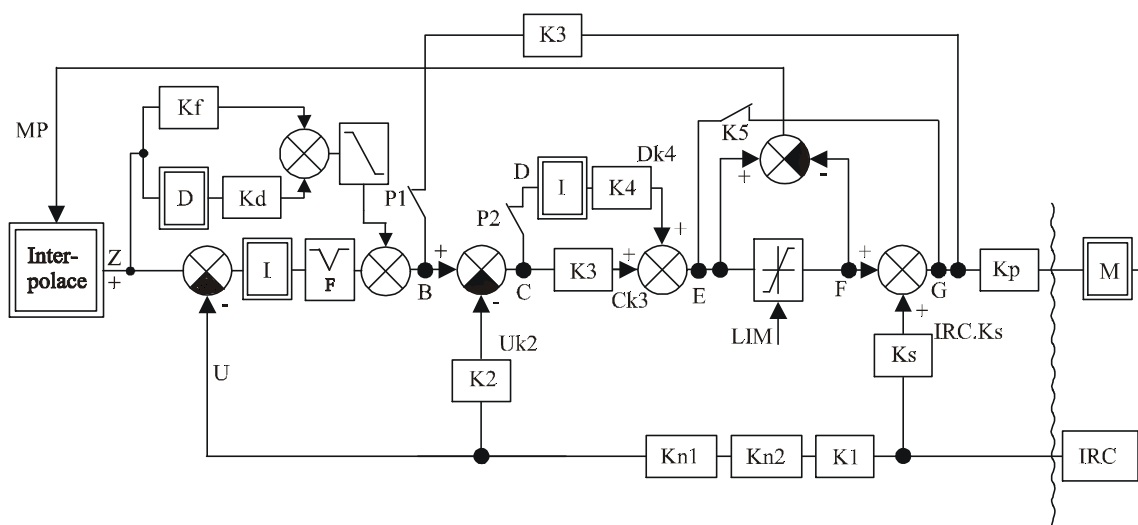 K3
MP
Kf
K5
Dk4
D
I
K4
P1
P2
D
Kd
Inter-
polace
Z
+
-
I
F
B
+
-
C
K3
+
Ck3
+
E
+
-
F
+
G
Kp
M
LIM
+
IRC.Ks
Uk2
U
K2
Ks
Kn1
Kn2
K1
IRC